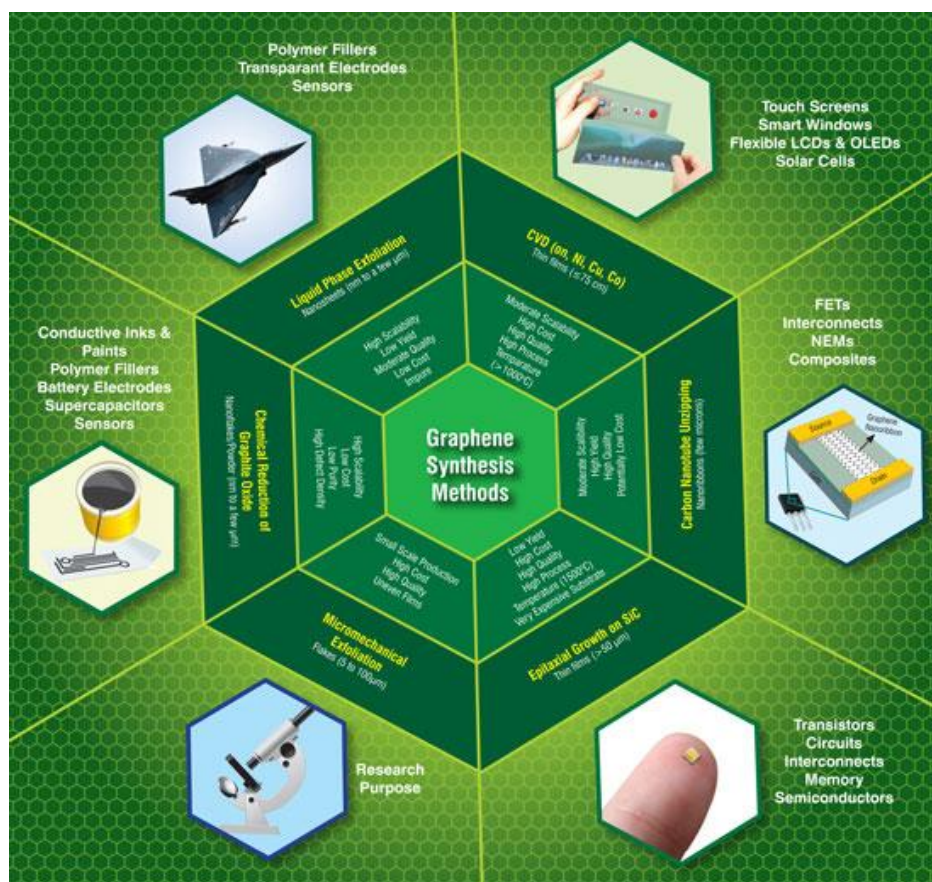 Polymer Fillers
Transparant Electrodes
Sensors
Touch Screens
Smart Windows
Flexible LCDs & OLEDs
Solar Cells
Liquid Phase Exfoliation
Nanosheets (nm to a few µm)
CVD (on, Ni, Cu, Co)
Thin films (≤75 cm)
High Scalability
Low Yield
Moderate Quality
Low Cost
Impure
Moderate Scalability
High Cost
High Quality
High Process
Temparature
(>1000°C)
Conductive Inks &
Paints
Polymer Fillers
Battery Electrodes
Supercapacitors
Sensors
Chemical Reduction of
Graphite Oxide
Nanoflakes/Powder (nm to a few µm)
High Scalability
Low Cost
Low Purity
High Defect Density
Graphene
Synthesis
Methods
Moderate Scalbility
High Yield
High Quality
Potentially Low Cost
Carbon Nanotube Unzipping
Nanoribbons (few microns)
FETs
Interconnects
NEMs
Composites
Source
Graphene
Nanoribbon
Drain
Small Scale Production
High Cost
High Quality
Uneven Films
Micromechanical
Exfoliation
Flakes (5 to 100µm)
Low Yield
High Cost
High Quality
High Process
Temperature (1500°C)
Very Expensive Substrate
Epitaxial Growth on SiC
Thin films (>50 µm)
Research
Purpose
Transistors
Circuits
Interconnects
Memory
Semiconductors